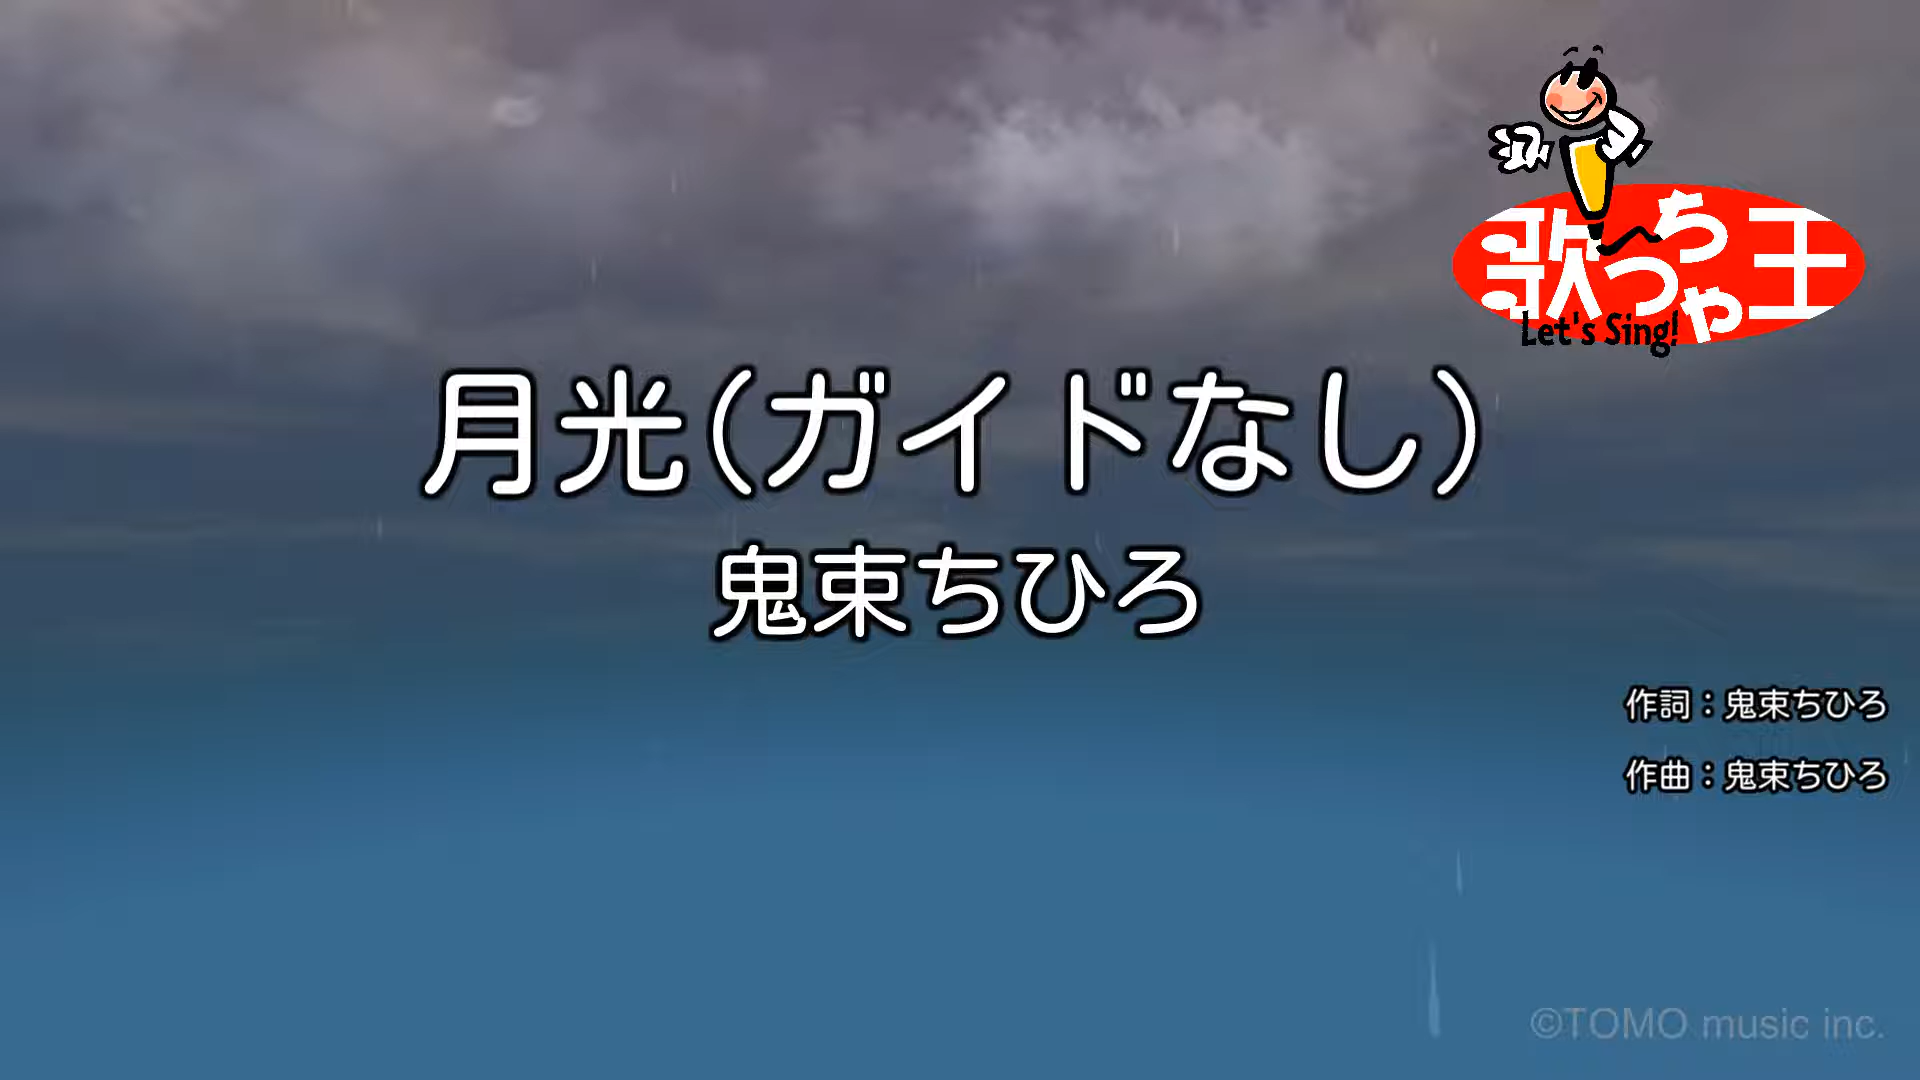 歌っちゃ王
Let's Sing!
月光(ガイドなし)
鬼束ちひろ
作詞：鬼束ちひろ
作曲：鬼束ちひろ
©TOMO music inc.